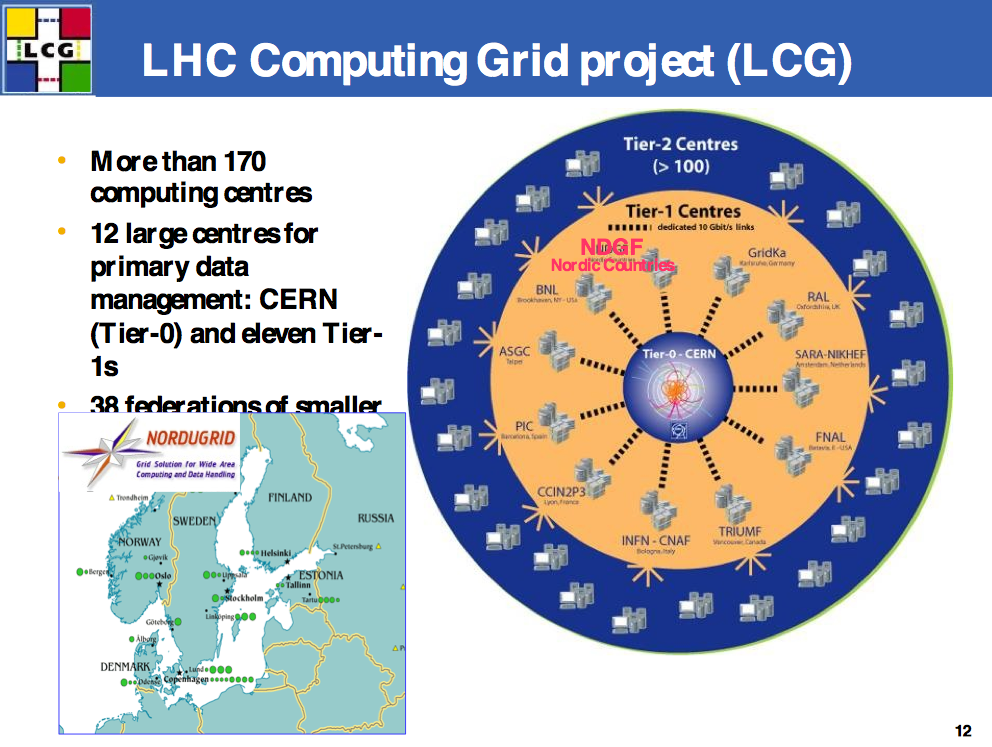 LCG
LHC Computing Grid project (LCG)
• More than 170
computing centres
• 12 large centres for
primary data
management: CERN
(Tier-0) and eleven Tier-
1s
• 38 federations of smaller
NORDUGRID
Grid Solution for Wide Area
Computing and Data Handling
Trondheim
FINLAND
SWEDEN
RUSSIA
NORWAY
Gjøvik
Helsinki
St.Petersburg
Bergen
Oslo
Uppsala
ESTONIA
Tallinn
Stockholm
Tartu
Linköping
Göteborg
Ålborg
DENMARK
Lund
Copenhagen
Odense
Tier-2 Centres
(> 100)
Tier-1 Centres
dedicated 10 Gbit/s links
NDGF
Nordic Countries
GridKa
Karlsruhe, Germany
BNL
Brookhaven, NY - USA
RAL
Oxford, UK
Tier-0 - CERN
ASGC
Taipei
SARA-NIKHEF
Amsterdam, Netherlands
PIC
Barcelona, Spain
FNAL
Batavia, Il - USA
CCIN2P3
Lyon, France
TRIUMF
Vancouver, Canada
INFN - CNAF
Bologna, Italy
12